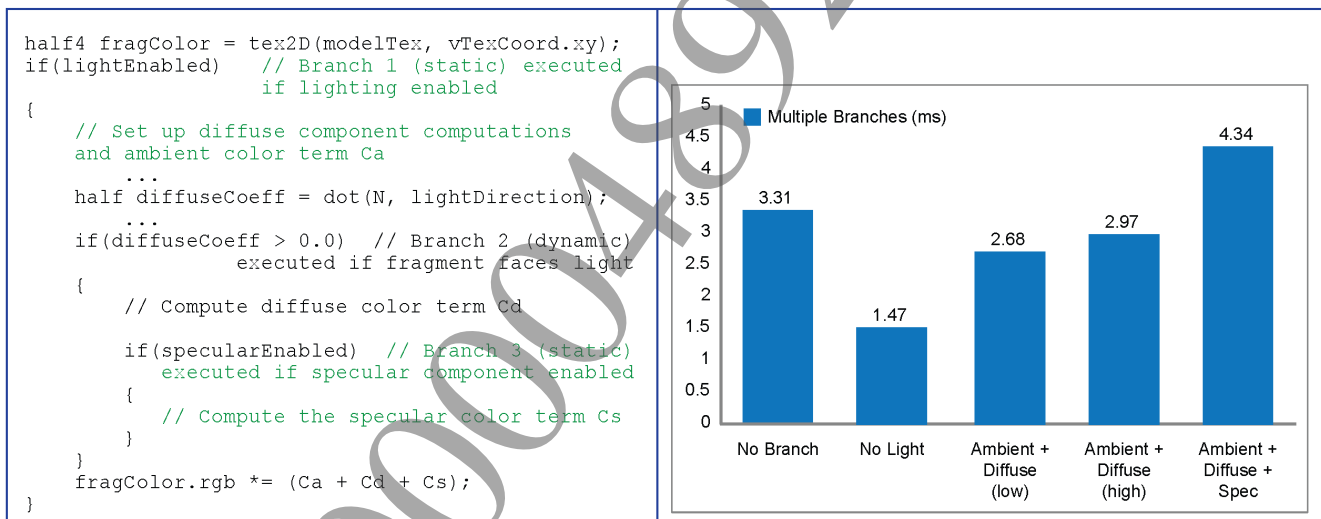 half4 fragColor = tex2D(modelTex, vTexCoord.xy);
if(lightEnabled) // Branch 1 (static) executed
if lighting enabled
{
// Set up diffuse component computations
and ambient color term Ca
...
half diffuseCoeff = dot(N, lightDirection);
...
if(diffuseCoeff > 0.0) // Branch 2 (dynamic)
executed if fragment faces light
{
// Compute diffuse color term Cd
if(specularEnabled) // Branch 3 (static)
executed if specular component enabled
{
// Compute the specular color term Cs
}
}
fragColor.rgb *= (Ca + Cd + Cs);
}
Multiple Branches (ms)
5
4.5
4
3.5
3
2.5
2
1.5
1
0.5
0
3.31
1.47
2.68
2.97
4.34
No Branch
No Light
Ambient +
Diffuse
(low)
Ambient +
Diffuse
(high)
Ambient +
Diffuse +
Spec